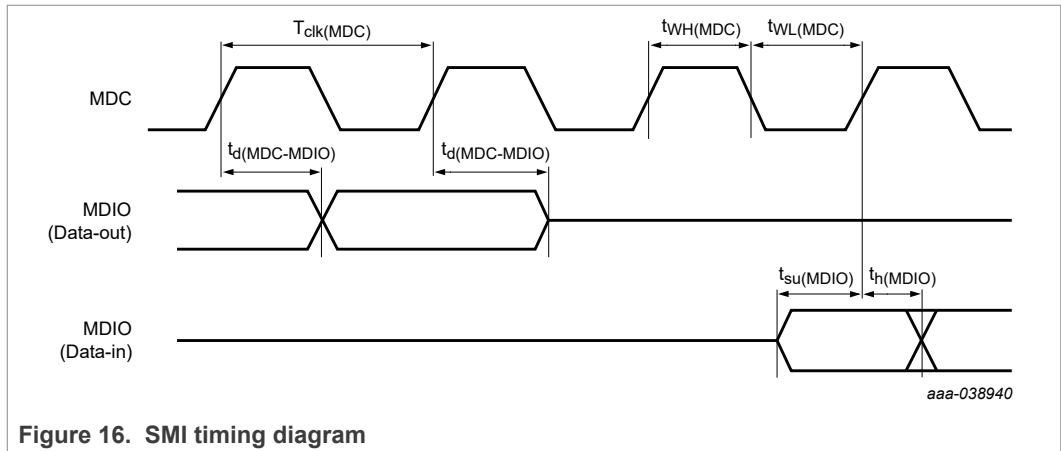 Tclk(MDC)
tWH(MDC)
tWL(MDC)
MDC
td(MDC-MDIO)
td(MDC-MDIO)
MDIO
(Data-out)
tsu(MDIO)
th(MDIO)
MDIO
(Data-in)
aaa-038940
Figure 16. SMI timing diagram